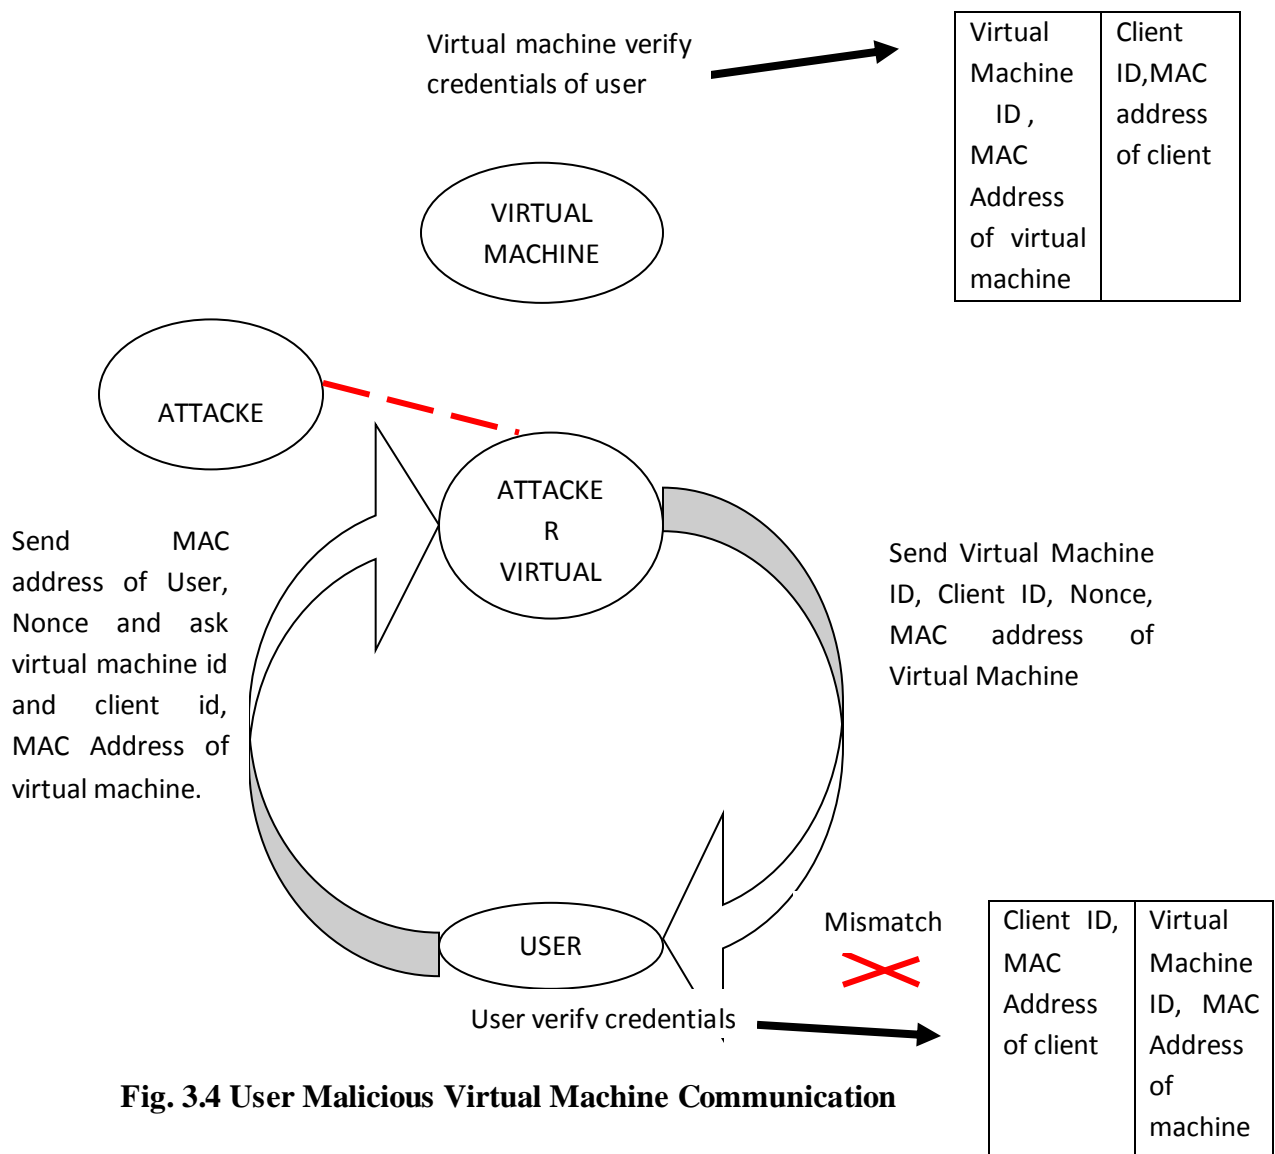 Virtual machine verify
credentials of user
Virtual
Machine
ID ,
MAC
Address
of virtual
machine
Client
ID,MAC
address
of client
VIRTUAL
MACHINE
ATTACKE
ATTACKE
R
VIRTUAL
Send MAC
address of User,
Nonce and ask
virtual machine id
and client id,
MAC Address of
virtual machine.
Send Virtual Machine
ID, Client ID, Nonce,
MAC address of
Virtual Machine
USER
Mismatch
User verify credentials
Client ID,
MAC
Address
of client
Virtual
Machine
ID, MAC
Address
of
machine
Fig. 3.4 User Malicious Virtual Machine Communication